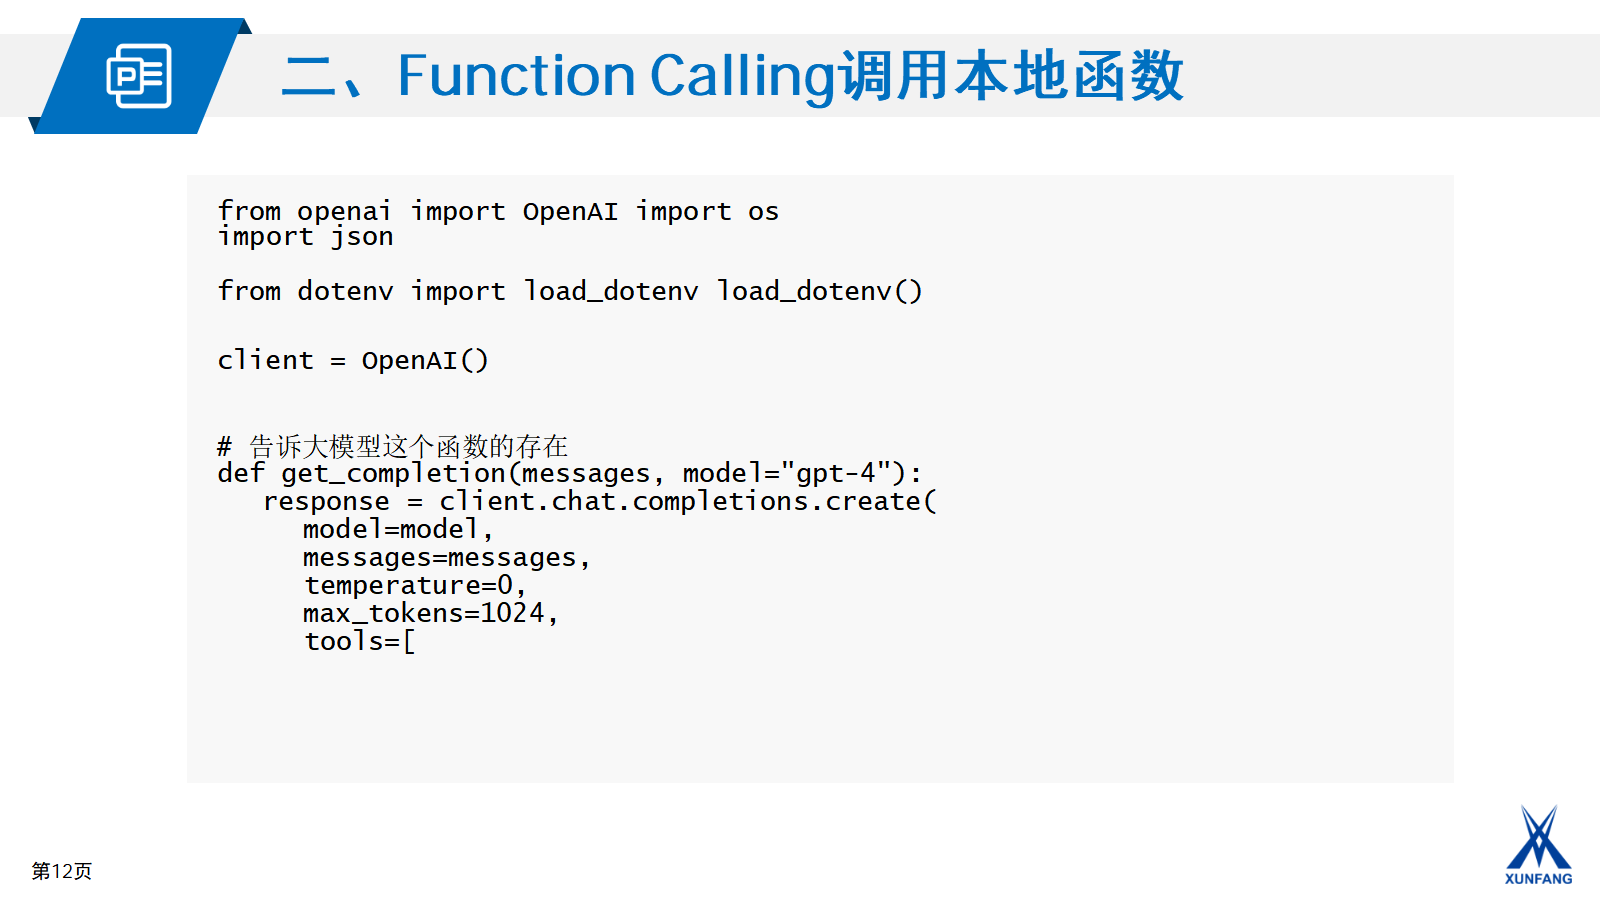 二、Function Calling调用本地函数
from openai import OpenAI import os
import json
from dotenv import load_dotenv load_dotenv()
client = OpenAI()
# 告诉大模型这个函数的存在
def get_completion(messages, model="gpt-4"):
response = client.chat.completions.create(
model=model,
messages=messages,
temperature=0,
max_tokens=1024,
tools=[
第12页
XUNFANG